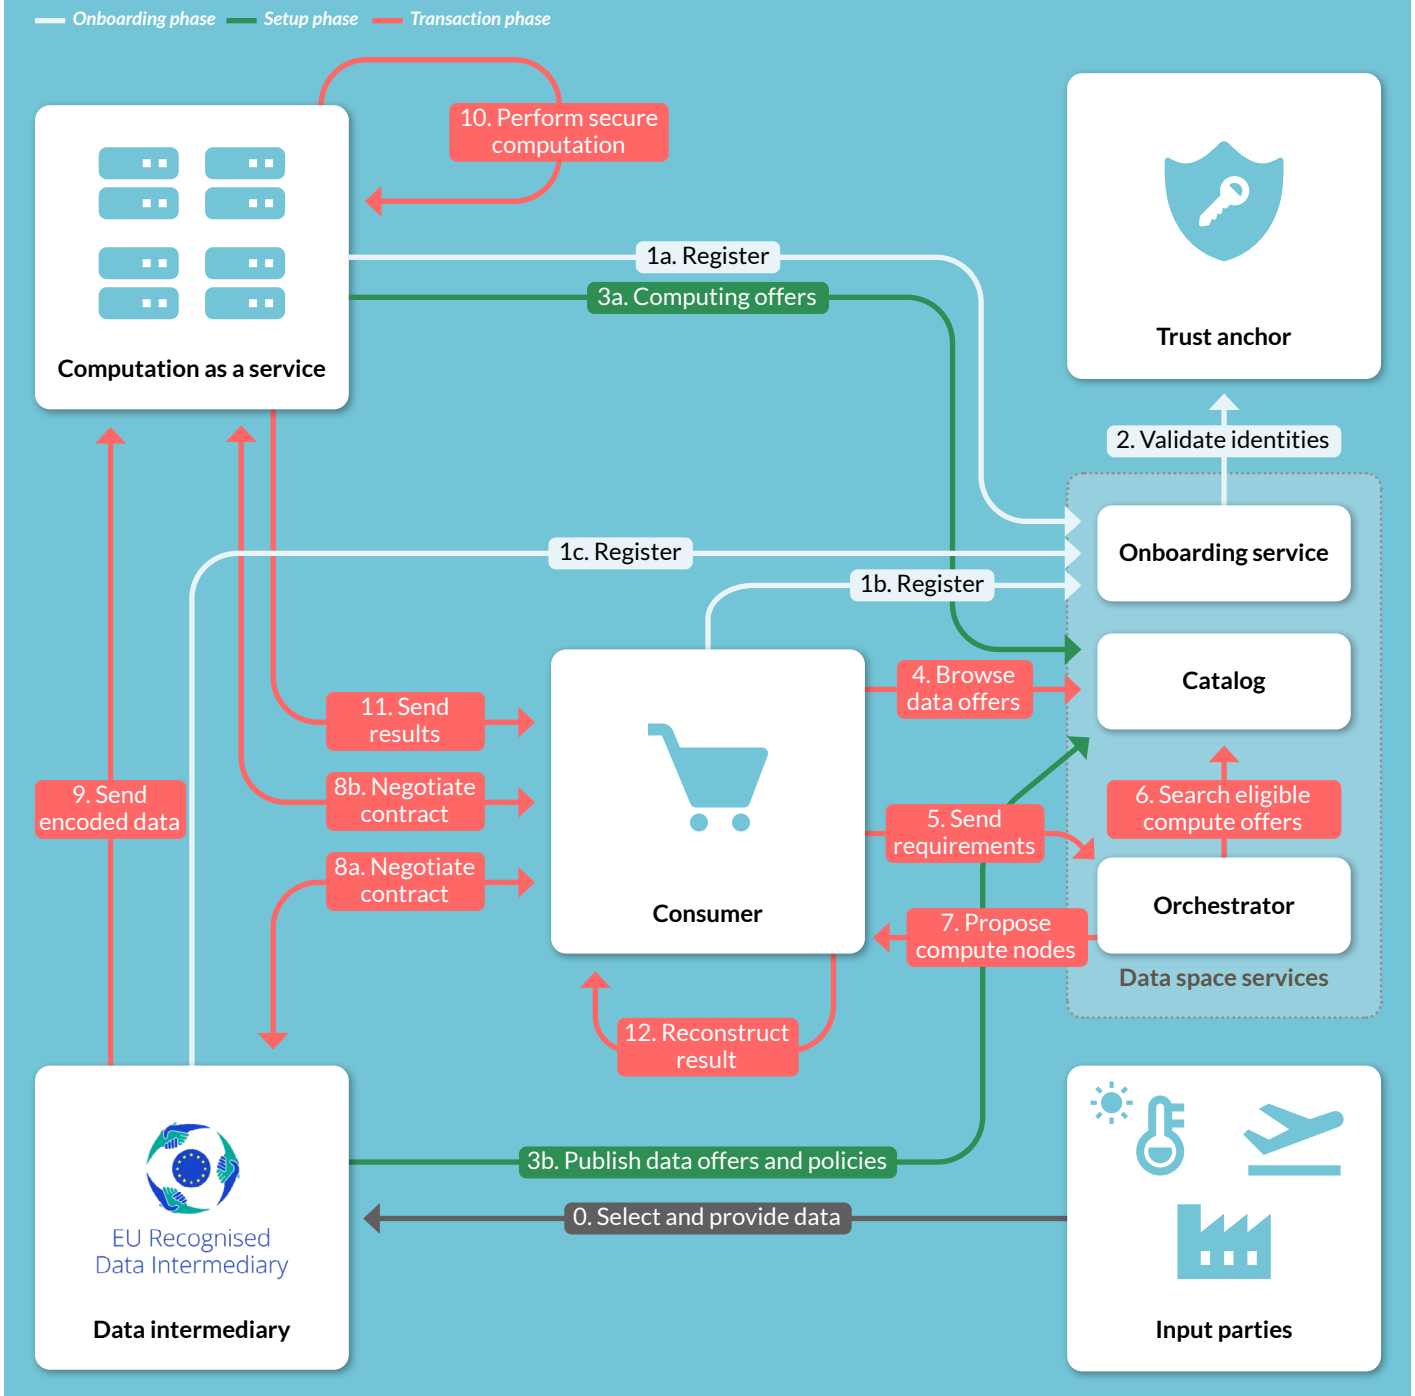 Onboarding phase Setup phase Transaction phase
10. Perform secure
computation
1a. Register
3a. Computing offers
Computation as a service
Trust anchor
2. Validate identities
1c. Register
Onboarding service
1b. Register
4. Browse
data offers
Catalog
11. Send
results
8b. Negotiate
contract
9. Send
encoded data
8a. Negotiate
contract
5. Send
requirements
6. Search eligible
compute offers
Consumer
Orchestrator
7. Propose
compute nodes
Data space services
12. Reconstruct
result
3b. Publish data offers and policies
0. Select and provide data
EU Recognised
Data Intermediary
Data intermediary
Input parties